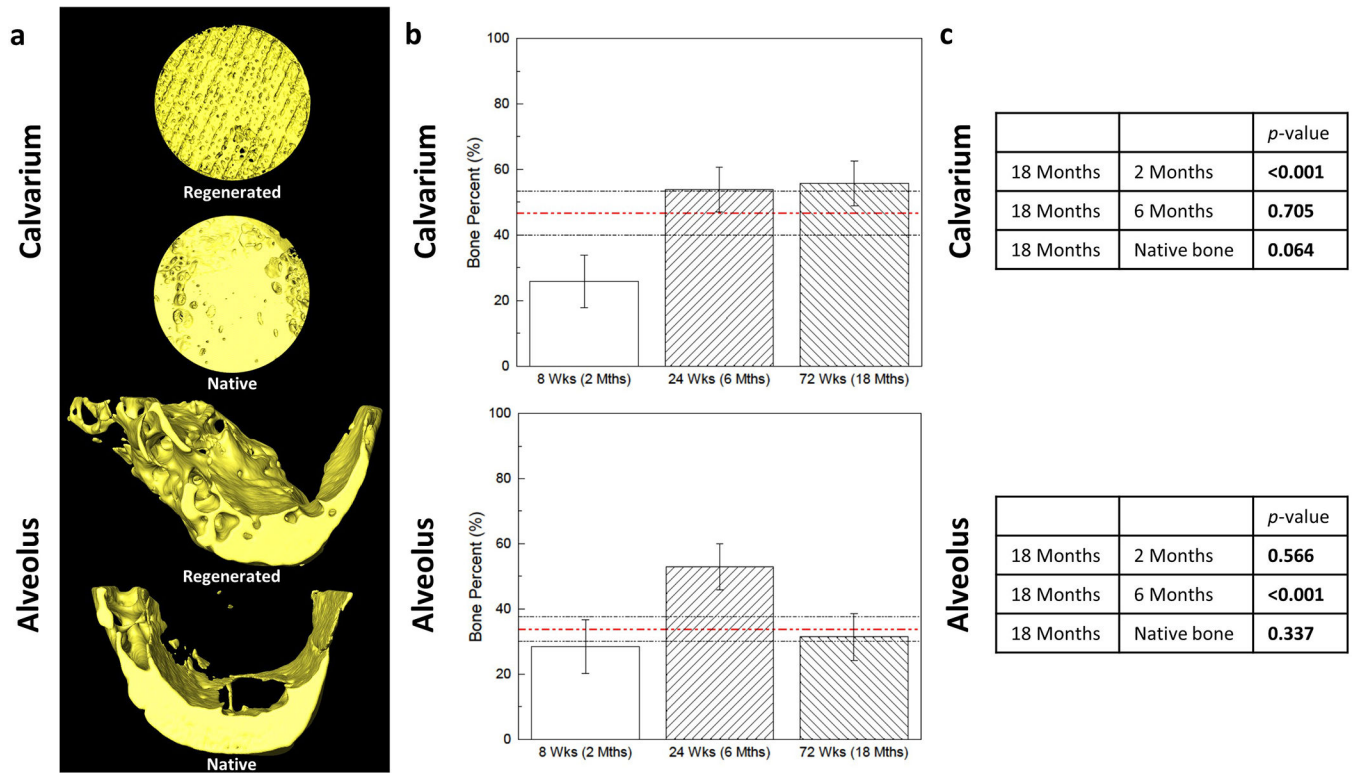 a
Calvarium
Regenerated
Native
Alveolus
Regenerated
Native
b
Calvarium
Bone Percent (%)
100
80
60
40
20
0
8 Wks (2 Mths) 24 Wks (6 Mths) 72 Wks (18 Mths)
Alveolus
Bone Percent (%)
100
80
60
40
20
0
8 Wks (2 Mths) 24 Wks (6 Mths) 72 Wks (18 Mths)
c
Calvarium
p-value
18 Months 2 Months <0.001
18 Months 6 Months 0.705
18 Months Native bone 0.064
Alveolus
p-value
18 Months 2 Months 0.566
18 Months 6 Months <0.001
18 Months Native bone 0.337